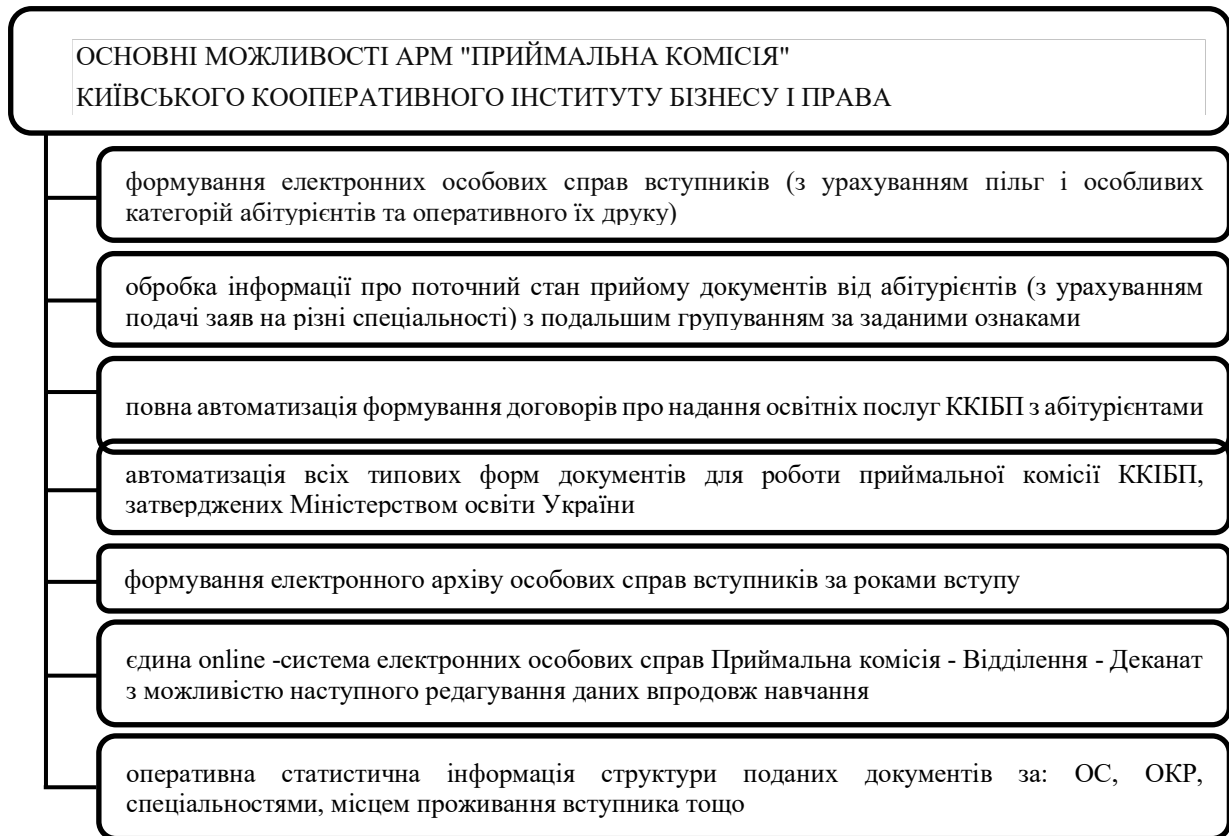 ОСНОВНІ МОЖЛИВОСТІ АРМ "ПРИЙМАЛЬНА КОМІСІЯ"
КИЇВСЬКОГО КООПЕРАТИВНОГО ІНСТИТУТУ БІЗНЕСУ І ПРАВА
формування електронних особових справ вступників (з урахуванням пільг і особливих
категорій абітурієнтів та оперативного їх друку)
обробка інформації про поточний стан прийому документів від абітурієнтів (з урахуванням
подачі заяв на різні спеціальності) з подальшим групуванням за заданими ознаками
повна автоматизація формування договорів про надання освітніх послуг ККІБП з абітурієнтами
автоматизація всіх типових форм документів для роботи приймальної комісії ККІБП,
затверджених Міністерством освіти України
формування електронного архіву особових справ вступників за роками вступу
єдина online -система електронних особових справ Приймальна комісія - Відділення - Деканат
з можливістю наступного редагування даних впродовж навчання
оперативна статистична інформація структури поданих документів за: ОС, ОКР,
спеціальностями, місцем проживання вступника тощо